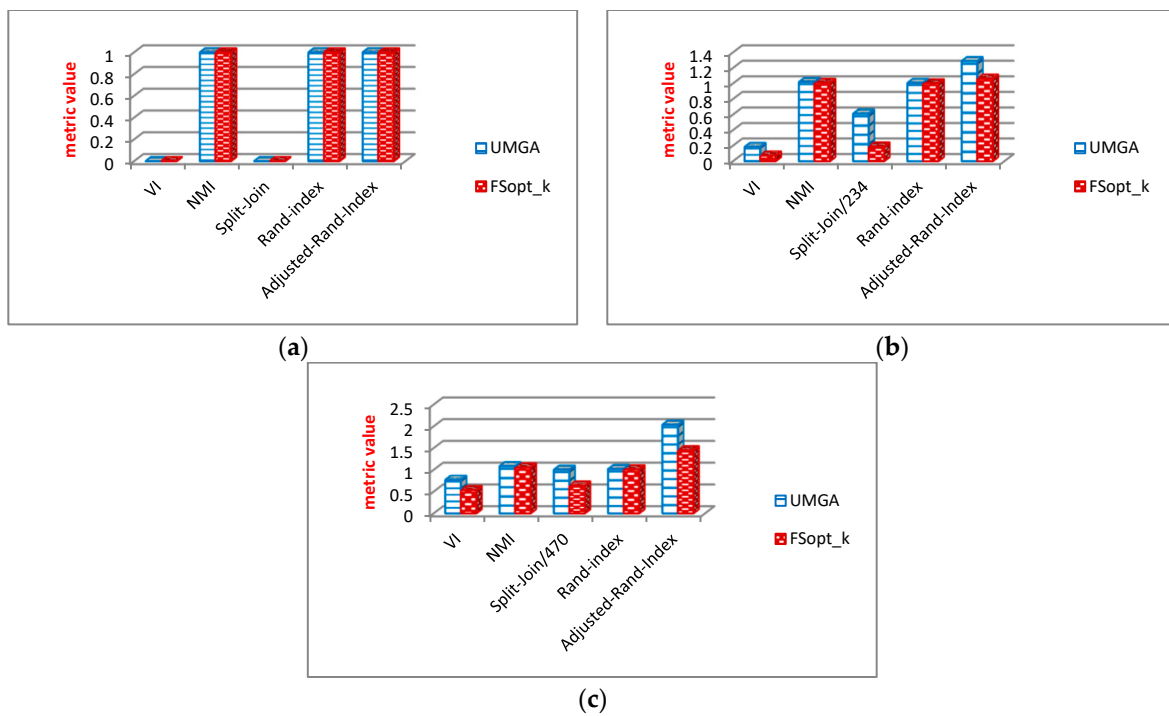 metric value
1
0.8
0.6
0.4
0.2
0
VI
NMI
Split-Join
Rand-index
Adjusted-Rand-Index
UMGA
FSopt_k
(a)
metric value
1.4
1.2
1
0.8
0.6
0.4
0.2
0
VI
NMI
Split-Join/234
Rand-index
Adjusted-Rand-Index
UMGA
FSopt_k
(b)
metric value
2.5
2
1.5
1
0.5
0
VI
NMI
Split-Join/470
Rand-index
Adjusted-Rand-Index
UMGA
FSopt_k
(c)